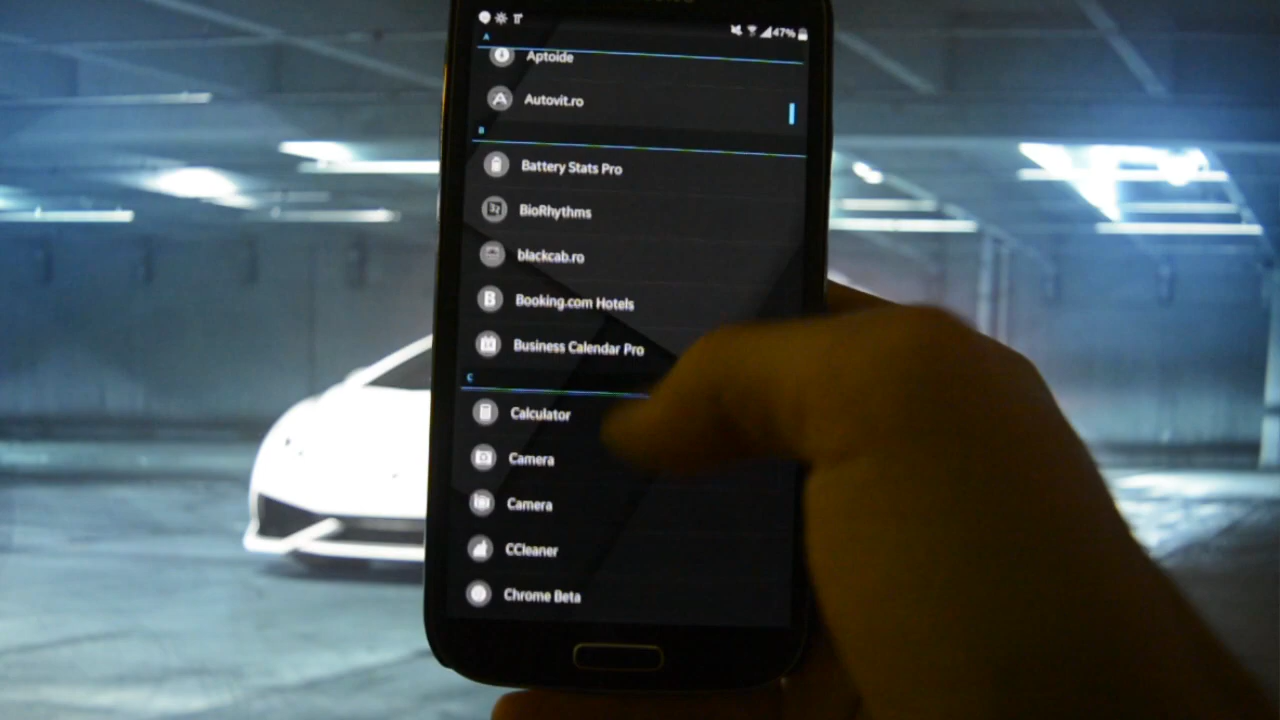 47%
A
Aptoide
Autovit.ro
B
Battery Stats Pro
BioRhythms
blackcab.ro
Booking.com Hotels
Business Calendar Pro
C
Calculator
Camera
Camera
CCleaner
Chrome Beta